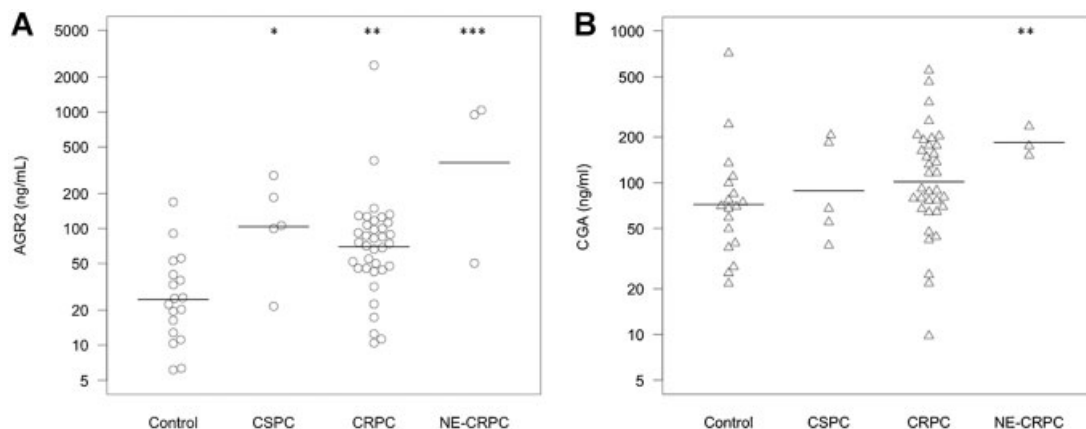 A
* ** ***
AGR2 (ng/mL)
5000
2000
1000
500
200
100
50
20
10
5
Control CSPC CRPC NE-CRPC
B
**
CGA (ng/ml)
1000
500
200
100
50
20
10
5
Control CSPC CRPC NE-CRPC